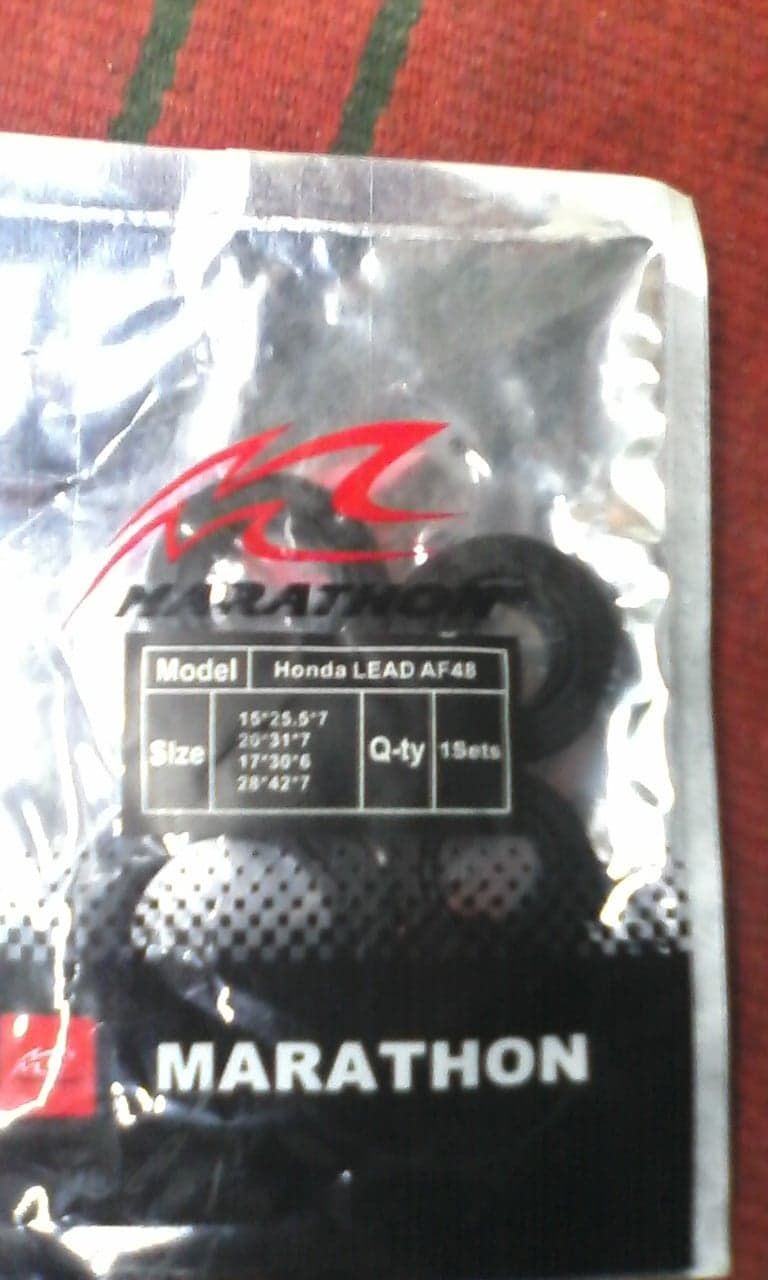 MARATHON
Model Honda LEAD AF48
Size
15*25.5*7
20*31*7
17*30*6
28*42*7
Q-ty 1Sets
MARATHON